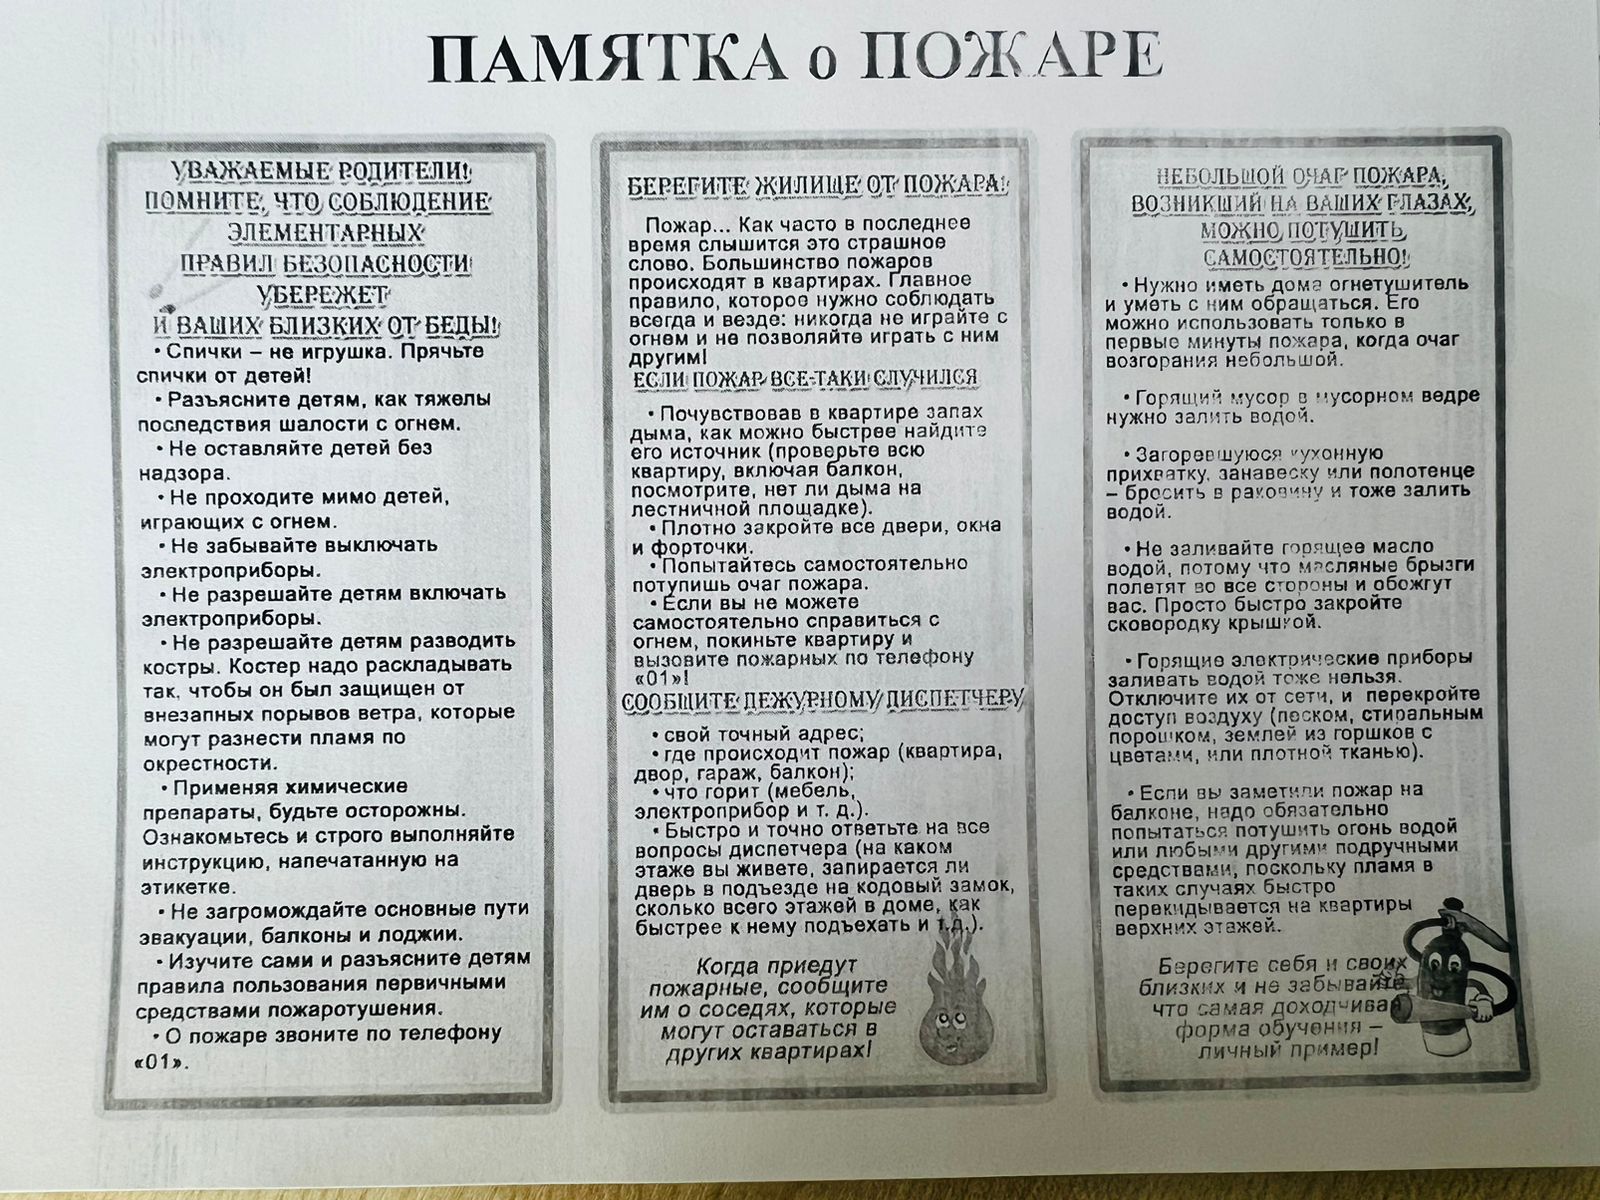 ПАМЯТКА о ПОЖАРЕ
УВАЖАЕМЫЕ РОДИТЕЛИ!
ПОМНИТЕ, ЧТО СОБЛЮДЕНИЕ
ЭЛЕМЕНТАРНЫХ
ПРАВИЛ БЕЗОПАСНОСТИ
УБЕРЕЖЕТ
И ВАШИХ БЛИЗКИХ ОТ БЕДЫ!
• Спички – не игрушка. Прячьте
спички от детей!
• Разъясните детям, как тяжелы
последствия шалости с огнем.
• Не оставляйте детей без
надзора.
• Не проходите мимо детей,
играющих с огнем.
• Не забывайте выключать
электроприборы.
• Не разрешайте детям включать
электроприборы.
• Не разрешайте детям разводить
костры. Костер надо раскладывать
так, чтобы он был защищен от
внезапных порывов ветра, которые
могут разнести пламя по
окрестности.
• Применяя химические
препараты, будьте осторожны.
Ознакомьтесь и строго выполняйте
инструкцию, напечатанную на
этикетке.
• Не загромождайте основные пути
эвакуации, балконы и лоджии.
• Изучите сами и разъясните детям
правила пользования первичными
средствами пожаротушения.
• О пожаре звоните по телефону
«01».
БЕРЕГИТЕ ЖИЛИЩЕ ОТ ПОЖАРА!
Пожар... Как часто в последнее
время слышится это страшное
слово. Большинство пожаров
происходят в квартирах. Главное
правило, которое нужно соблюдать
всегда и везде: никогда не играйте с
огнем и не позволяйте играть с ним
другим!
ЕСЛИ ПОЖАР ВСЕ-ТАКИ СЛУЧИЛСЯ
• Почувствовав в квартире запах
дыма, как можно быстрее найдите
его источник (проверьте всю
квартиру, включая балкон,
посмотрите, нет ли дыма на
лестничной площадке).
• Плотно закройте все двери, окна
и форточки.
• Попытайтесь самостоятельно
потупишь очаг пожара.
• Если вы не можете
самостоятельно справиться с
огнем, покиньте квартиру и
вызовите пожарных по телефону
«01»!
СООБЩИТЕ ДЕЖУРНОМУ ДИСПЕТЧЕРУ
• свой точный адрес;
• где происходит пожар (квартира,
двор, гараж, балкон);
• что горит (мебель,
электроприбор и т. д.).
• Быстро и точно ответьте на все
вопросы диспетчера (на каком
этаже вы живете, запирается ли
дверь в подъезде на кодовый замок,
сколько всего этажей в доме, как
быстрее к нему подъехать и т.д.).
Когда приедут
пожарные, сообщите
им о соседях, которые
могут оставаться в
других квартирах!
НЕБОЛЬШОЙ ОЧАГ ПОЖАРА,
ВОЗНИКШИЙ НА ВАШИХ ГЛАЗАХ,
МОЖНО ПОТУШИТЬ
САМОСТОЯТЕЛЬНО!
• Нужно иметь дома огнетушитель
и уметь с ним обращаться. Его
можно использовать только в
первые минуты пожара, когда очаг
возгорания небольшой.
• Горящий мусор в мусорном ведре
нужно залить водой.
• Загоревшуюся кухонную
прихватку, занавеску или полотенце
– бросить в раковину и тоже залить
водой.
• Не заливайте горящее масло
водой, потому что масляные брызги
полетят во все стороны и обожгут
вас. Просто быстро закройте
сковородку крышкой.
• Горящие электрические приборы
заливать водой тоже нельзя.
Отключите их от сети, и перекройте
доступ воздуху (песком, стиральным
порошком, землей из горшков с
цветами, или плотной тканью).
• Если вы заметили пожар на
балконе, надо обязательно
попытаться потушить огонь водой
или любыми другими подручными
средствами, поскольку пламя в
таких случаях быстро
перекидывается на квартиры
верхних этажей.
Берегите себя и своих
близких и не забывайте,
что самая доходчивая
форма обучения –
личный пример!